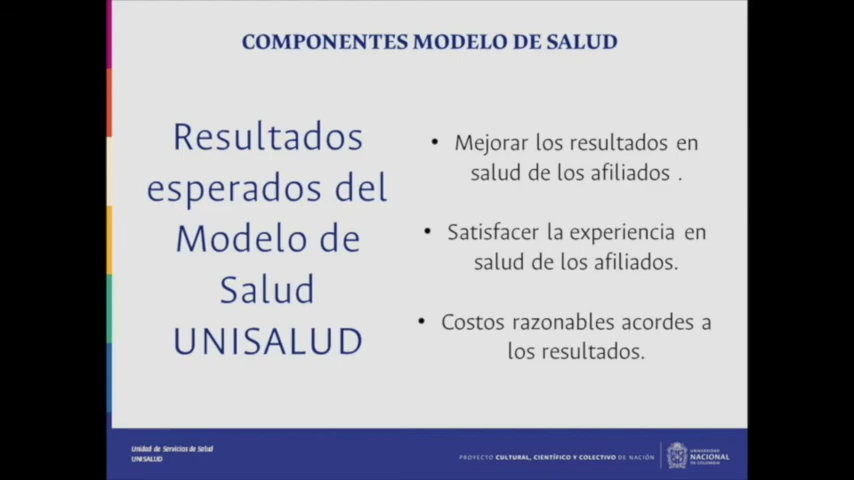 COMPONENTES MODELO DE SALUD
Resultados
esperados del
Modelo de
Salud
UNISALUD
• Mejorar los resultados en
salud de los afiliados .
• Satisfacer la experiencia en
salud de los afiliados.
• Costos razonables acordes a
los resultados.
Unidad de Servicios de Salud
UNISALUD
PROYECTO CULTURAL, CIENTÍFICO Y COLECTIVO DE NACIÓN
UNIVERSIDAD
NACIONAL
DE COLOMBIA